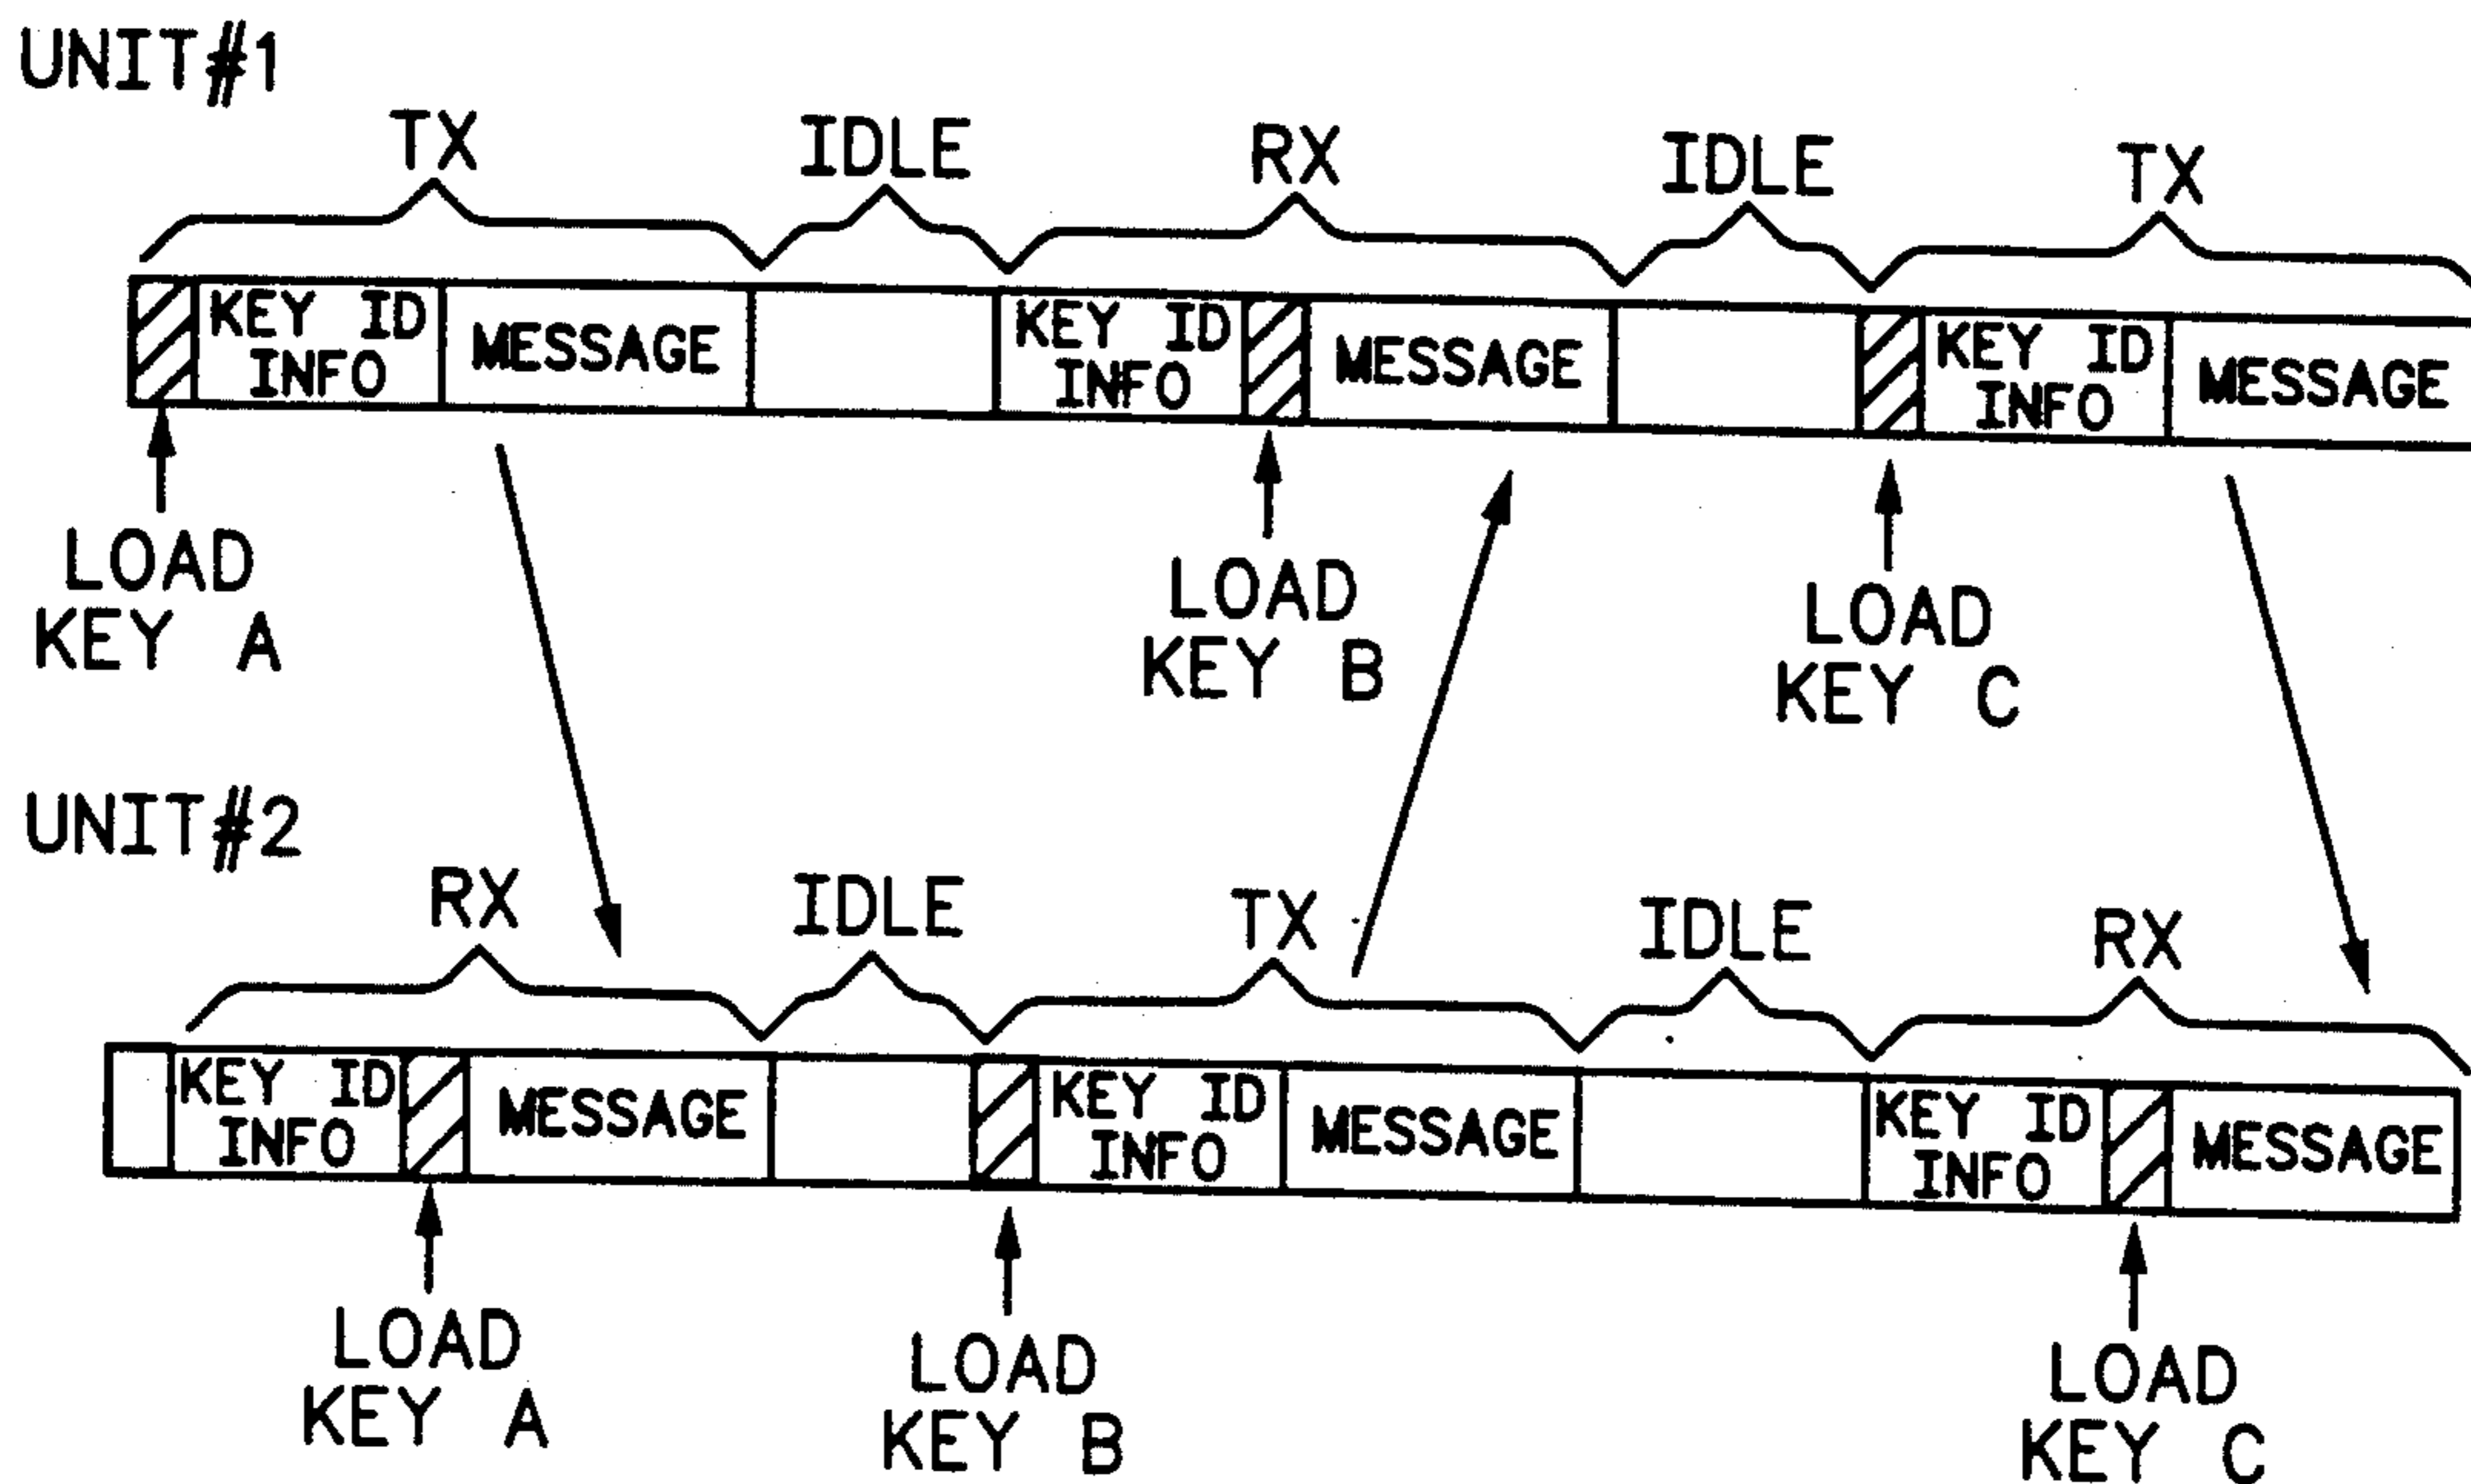 UNIT#1
TX IDLE RX IDLE TX
KEY ID INFO
MESSAGE
KEY ID INFO
MESSAGE
KEY ID INFO
MESSAGE
LOAD
KEY A
LOAD
KEY B
LOAD
KEY C
UNIT#2
RX IDLE TX IDLE RX
KEY ID INFO
MESSAGE
KEY ID INFO
MESSAGE
KEY ID INFO
MESSAGE
LOAD
KEY A
LOAD
KEY B
LOAD
KEY C